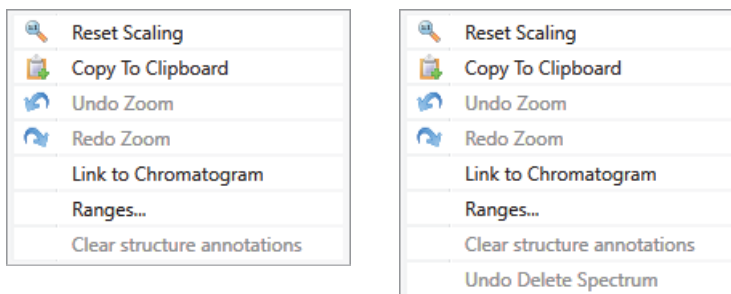 Reset Scaling
Copy To Clipboard
Undo Zoom
Redo Zoom
Link to Chromatogram
Ranges...
Clear structure annotations
Reset Scaling
Copy To Clipboard
Undo Zoom
Redo Zoom
Link to Chromatogram
Ranges...
Clear structure annotations
Undo Delete Spectrum